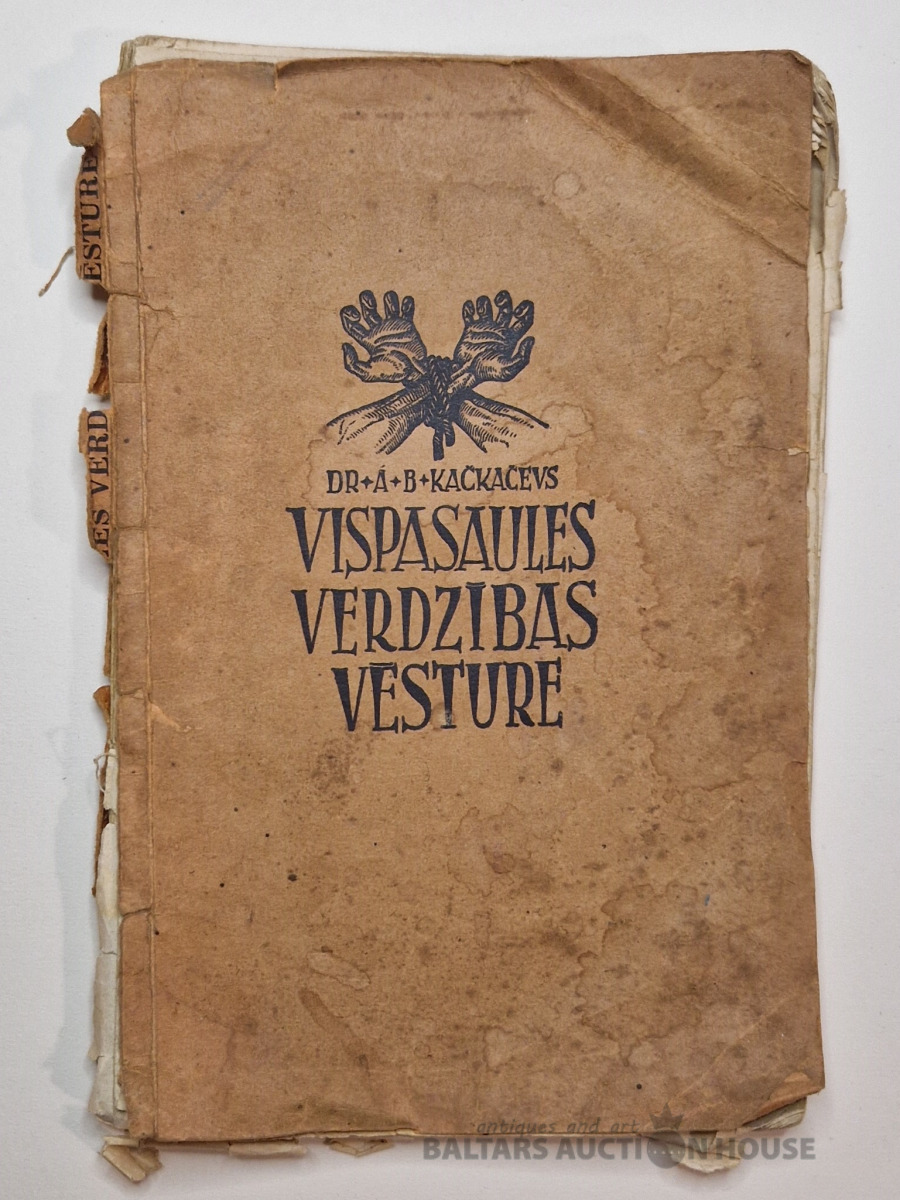 ESTURE
ES VERD
DR+A+B+KAČKAČEVS
VISPASAULES
VERDZĪBAS
VĒSTURE
antiques and art
BALTARS AUCTION HOUSE